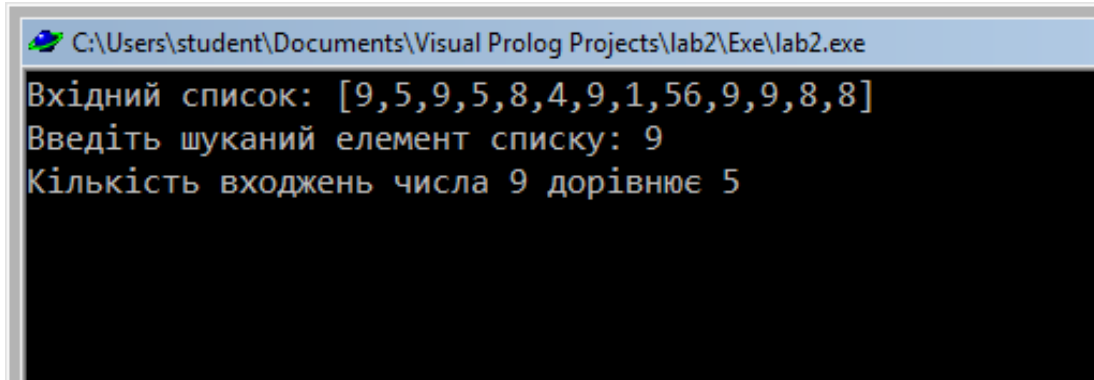 C:\Users\student\Documents\Visual Prolog Projects\lab2\Exe\lab2.exe
Вхідний список: [9,5,9,5,8,4,9,1,56,9,9,8,8]
Введіть шуканий елемент списку: 9
Кількість входжень числа 9 дорівнює 5